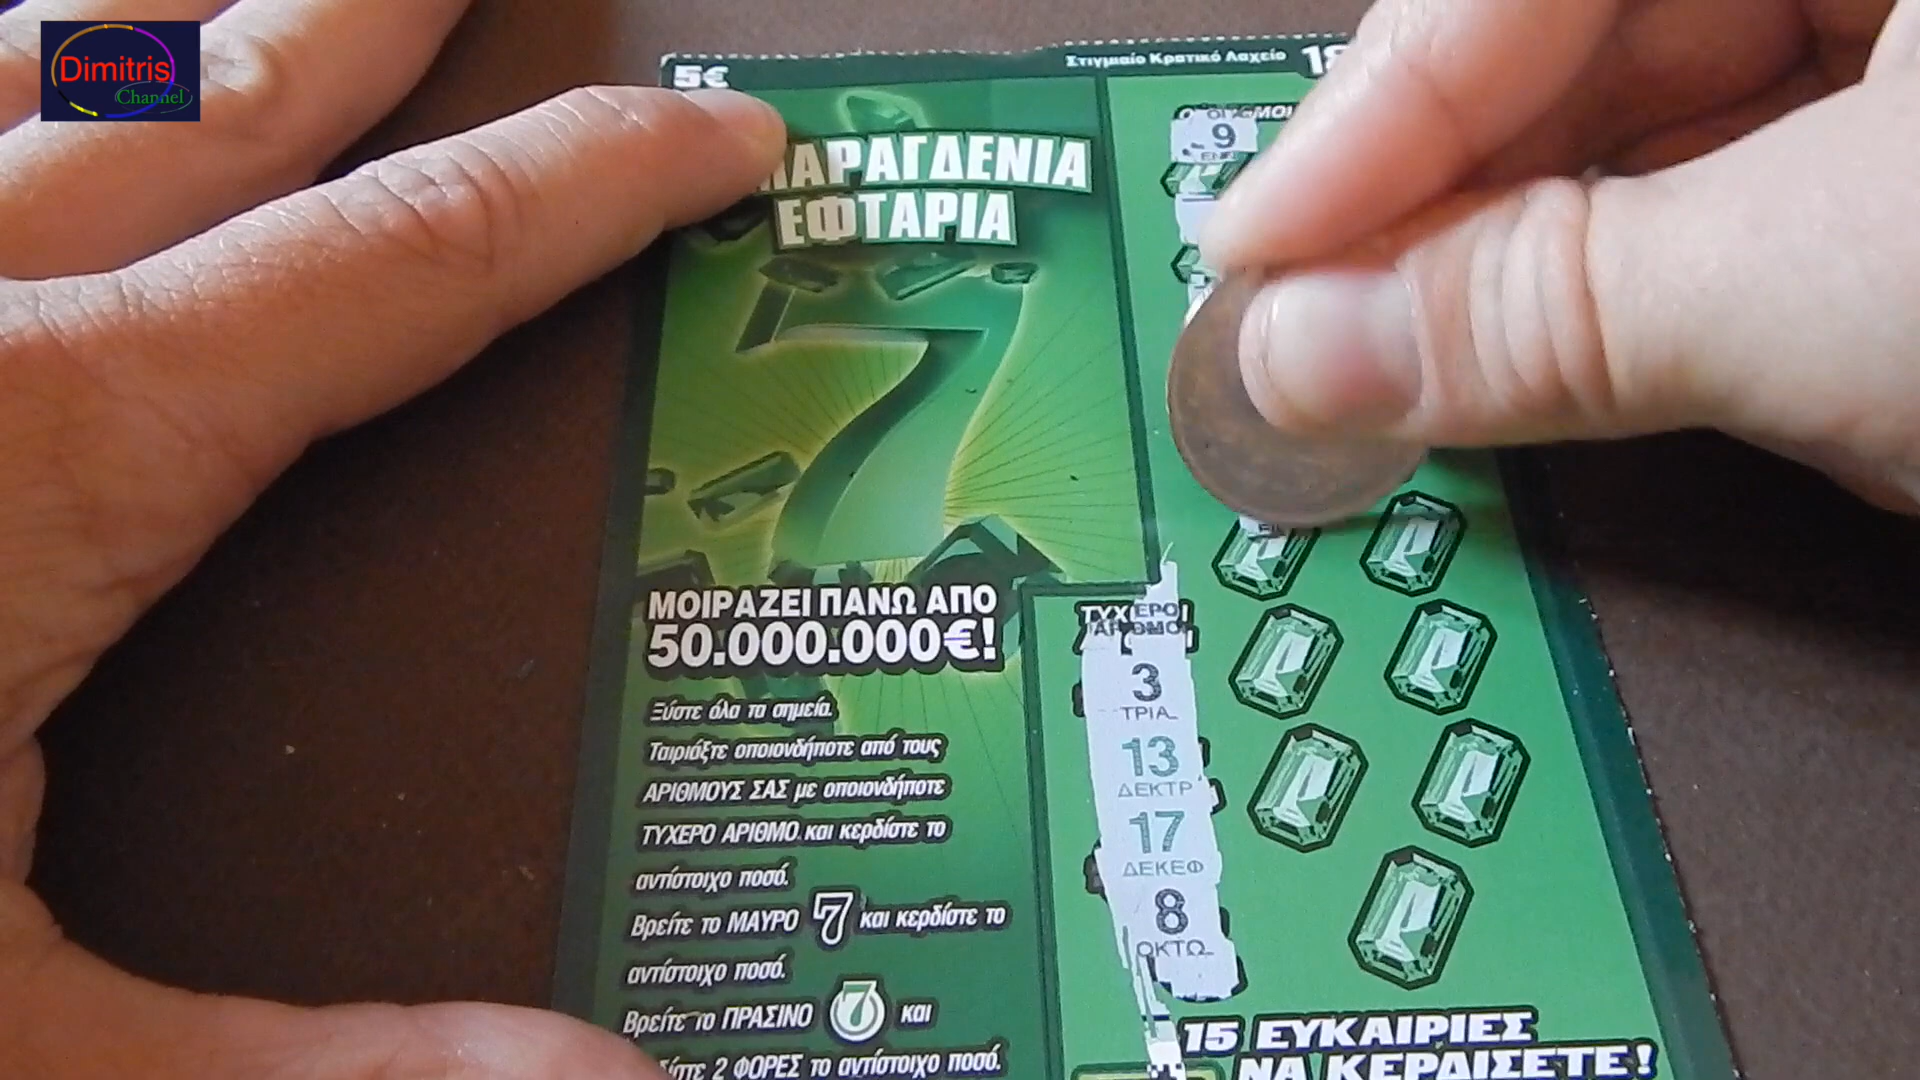 Dimitris
Channel
5€
Στιγμιαίο Κρατικό Λαχείο
ΕΦΤΑΡΙΑ
9
7
ΜΟΙΡΑΖΕΙ ΠΑΝΩ ΑΠΟ
50.000.000€!
Ξύστε όλα τα σημεία.
Ταιριάξτε οποιονδήποτε από τους
ΑΡΙΘΜΟΥΣ ΣΑΣ με οποιονδήποτε
ΤΥΧΕΡΟ ΑΡΙΘΜΟ και κερδίστε το
αντίστοιχο ποσό.
Βρείτε το ΜΑΥΡΟ 7 και κερδίστε το
αντίστοιχο ποσό.
Βρείτε το ΠΡΑΣΙΝΟ 7 και
2 ΦΟΡΕΣ το αντίστοιχο ποσό.
ΤΥΧΕΡΟΙ
ΑΡΙΘΜΟΙ
3
ΤΡΙΑ
13
ΔΕΚΤΡ
17
ΔΕΚΕΦ
8
ΟΚΤΩ
15 ΕΥΚΑΙΡΙΕΣ
ΝΑ ΚΕΡΔΙΣΕΤΕ!